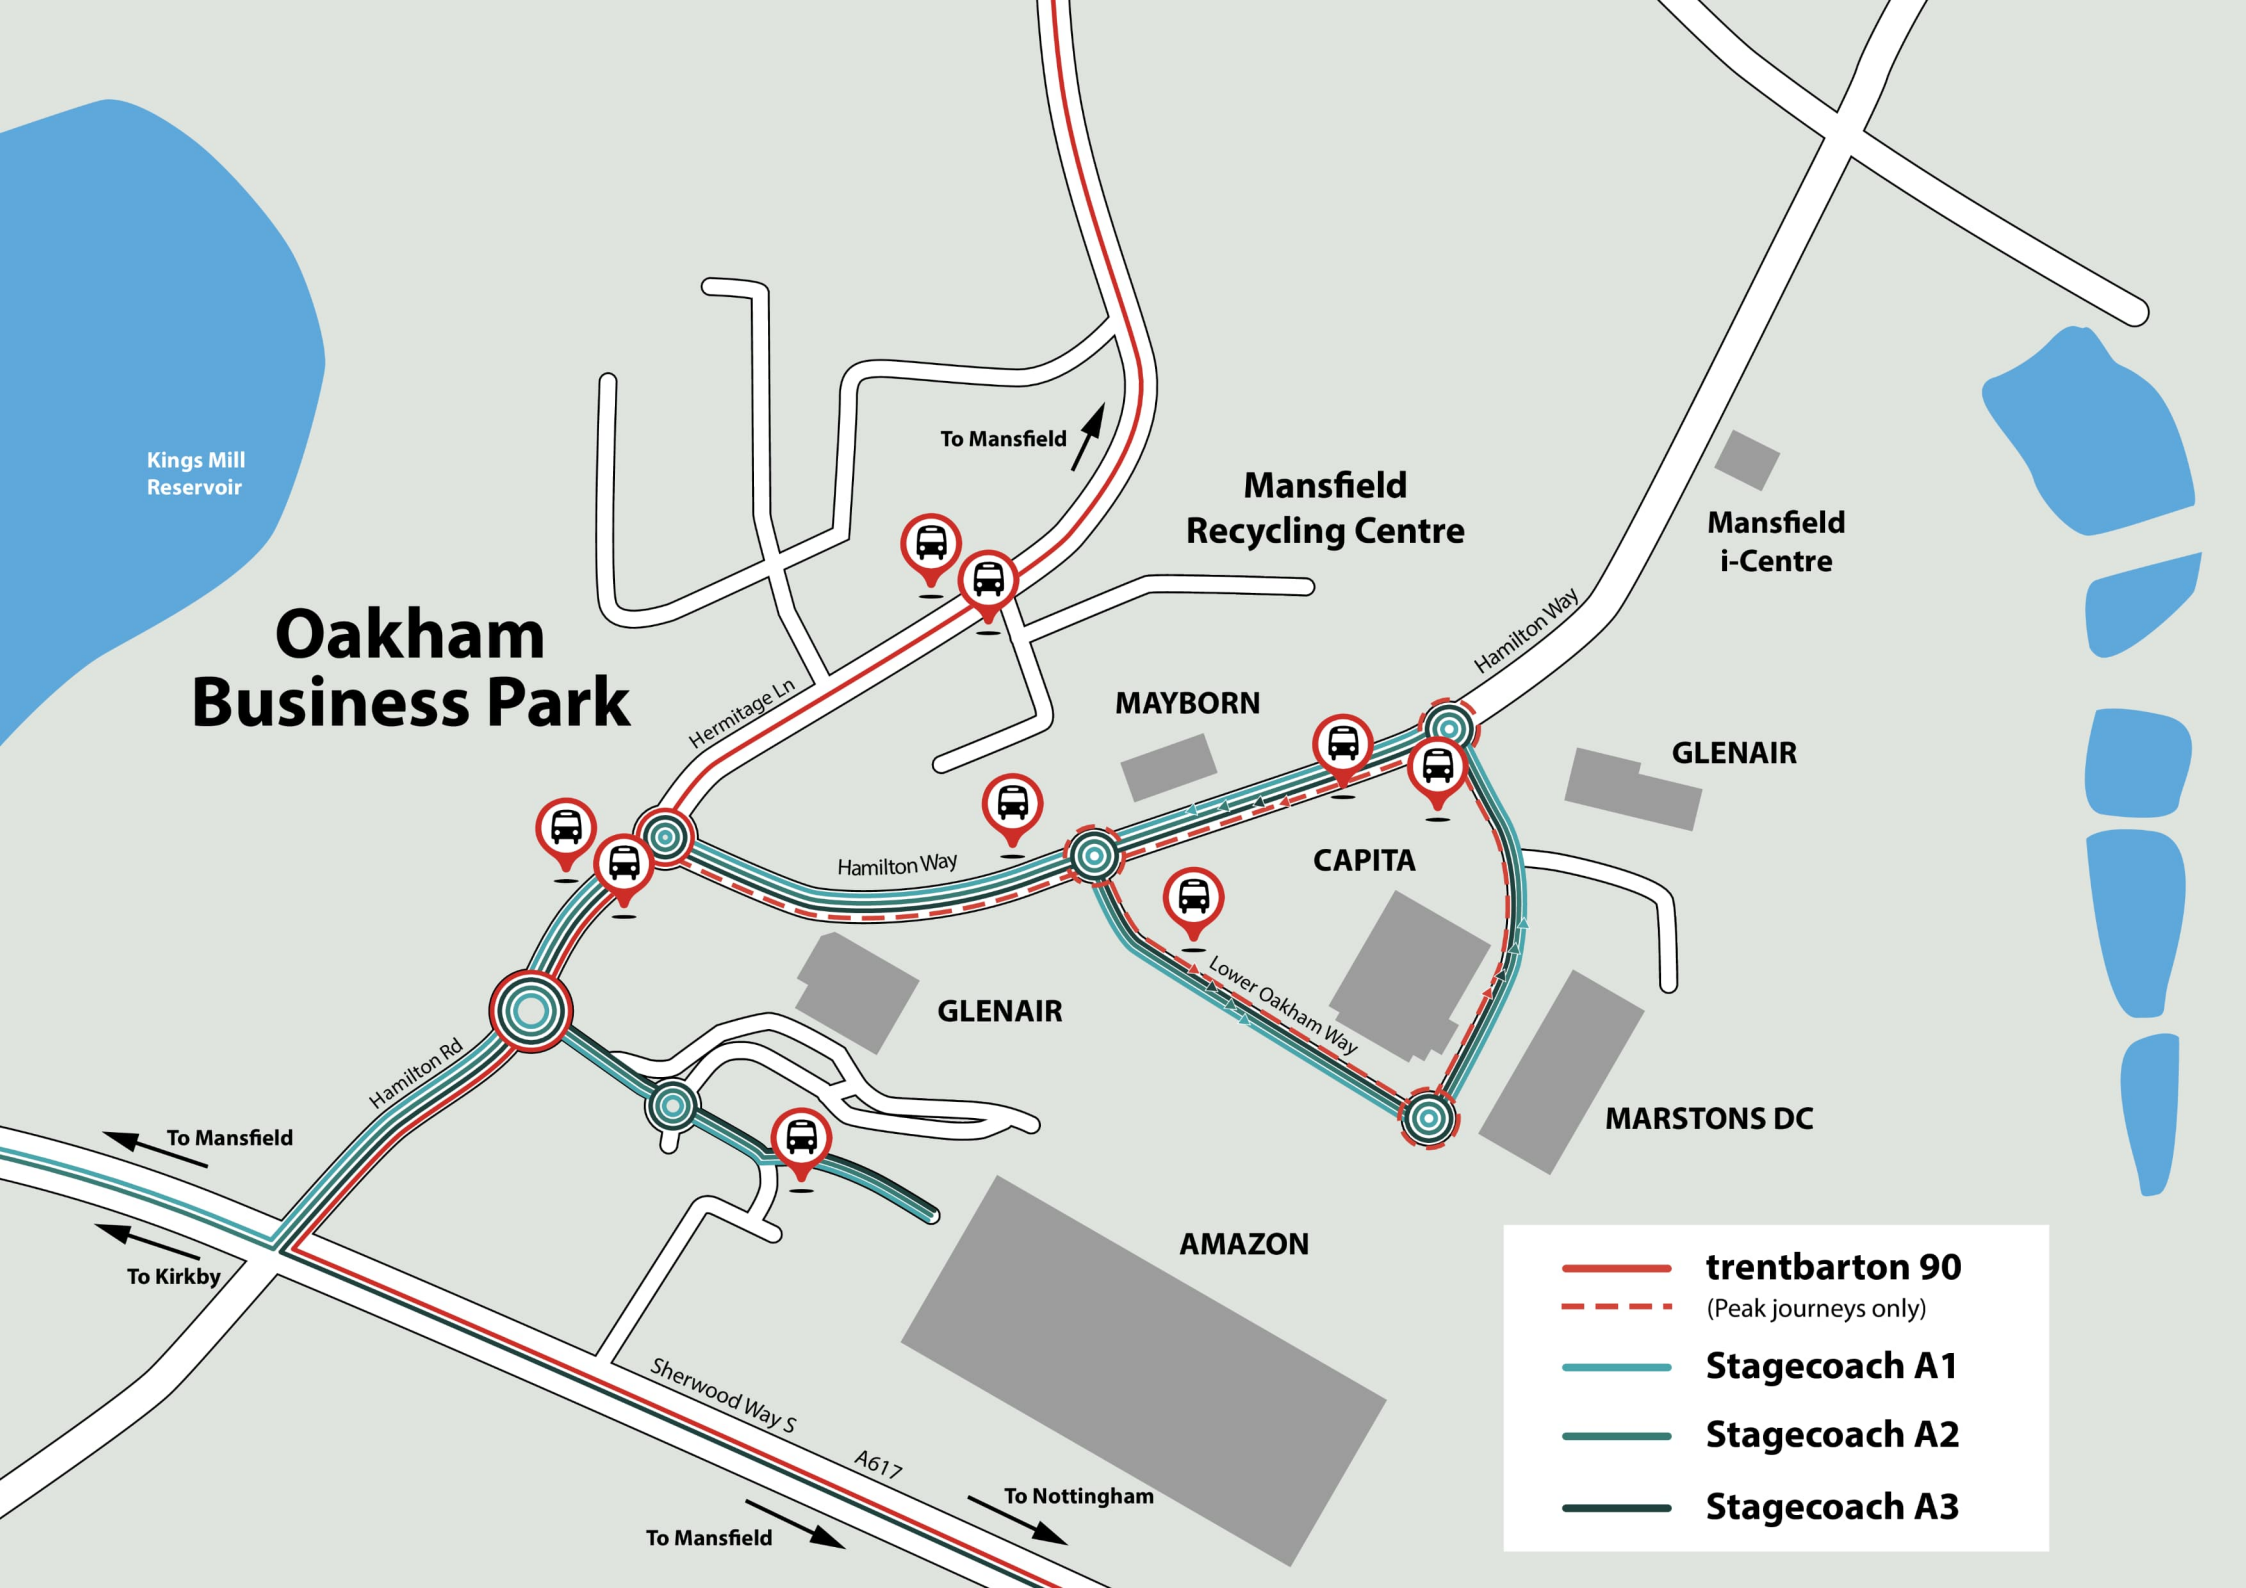 To Mansfield
Kings Mill
Reservoir
Mansfield
Recycling Centre
Mansfield
i-Centre
Oakham
Business Park
Hermitage Ln
Hamilton Way
MAYBORN
GLENAIR
Hamilton Way
CAPITA
Lower Oakham Way
GLENAIR
Hamilton Rd
MARSTONS DC
To Mansfield
To Kirkby
AMAZON
Sherwood Way S
A617
To Nottingham
To Mansfield
trentbarton 90
(Peak journeys only)
Stagecoach A1
Stagecoach A2
Stagecoach A3